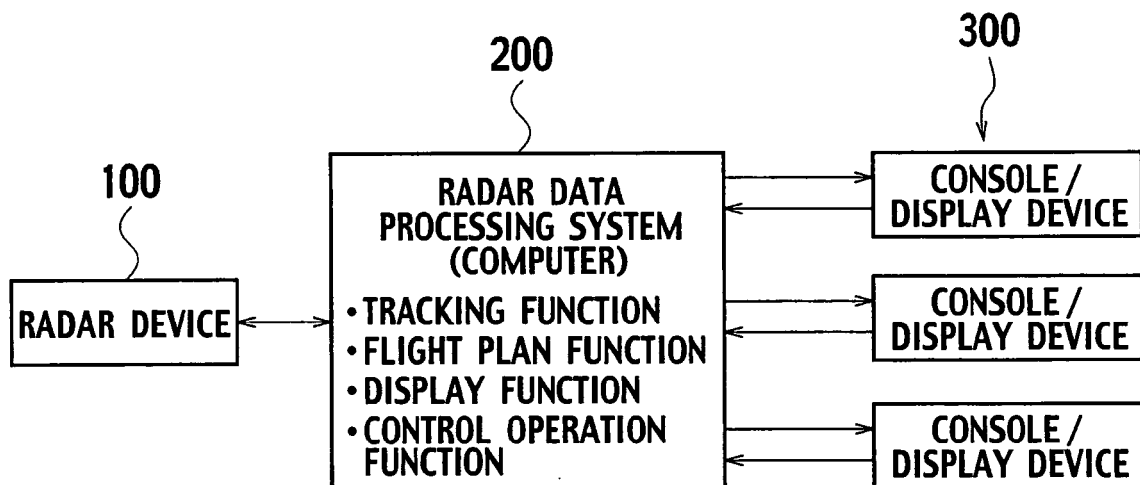 200
300
100
RADAR DATA
PROCESSING SYSTEM
(COMPUTER)
• TRACKING FUNCTION
• FLIGHT PLAN FUNCTION
• DISPLAY FUNCTION
• CONTROL OPERATION
FUNCTION
RADAR DEVICE
CONSOLE /
DISPLAY DEVICE
CONSOLE /
DISPLAY DEVICE
CONSOLE /
DISPLAY DEVICE